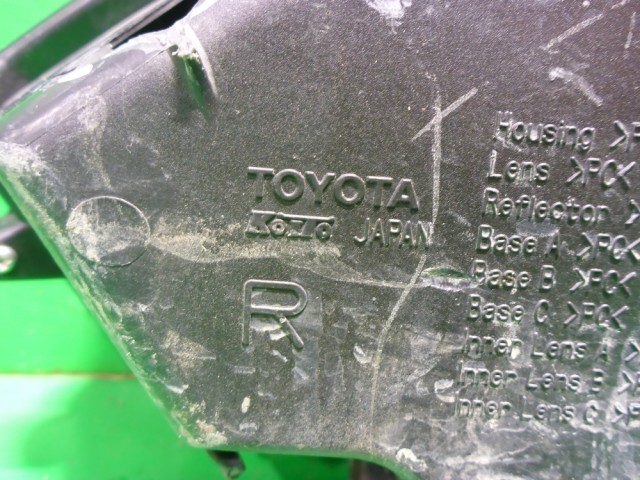 TOYOTA
KOITO JAPAN
R
Housing >P
Lens >PC<
Reflector >
Base A >PC<
Base B >PC<
Base C >PC<
Inner Lens A >
Inner Lens B >
Inner Lens C >P